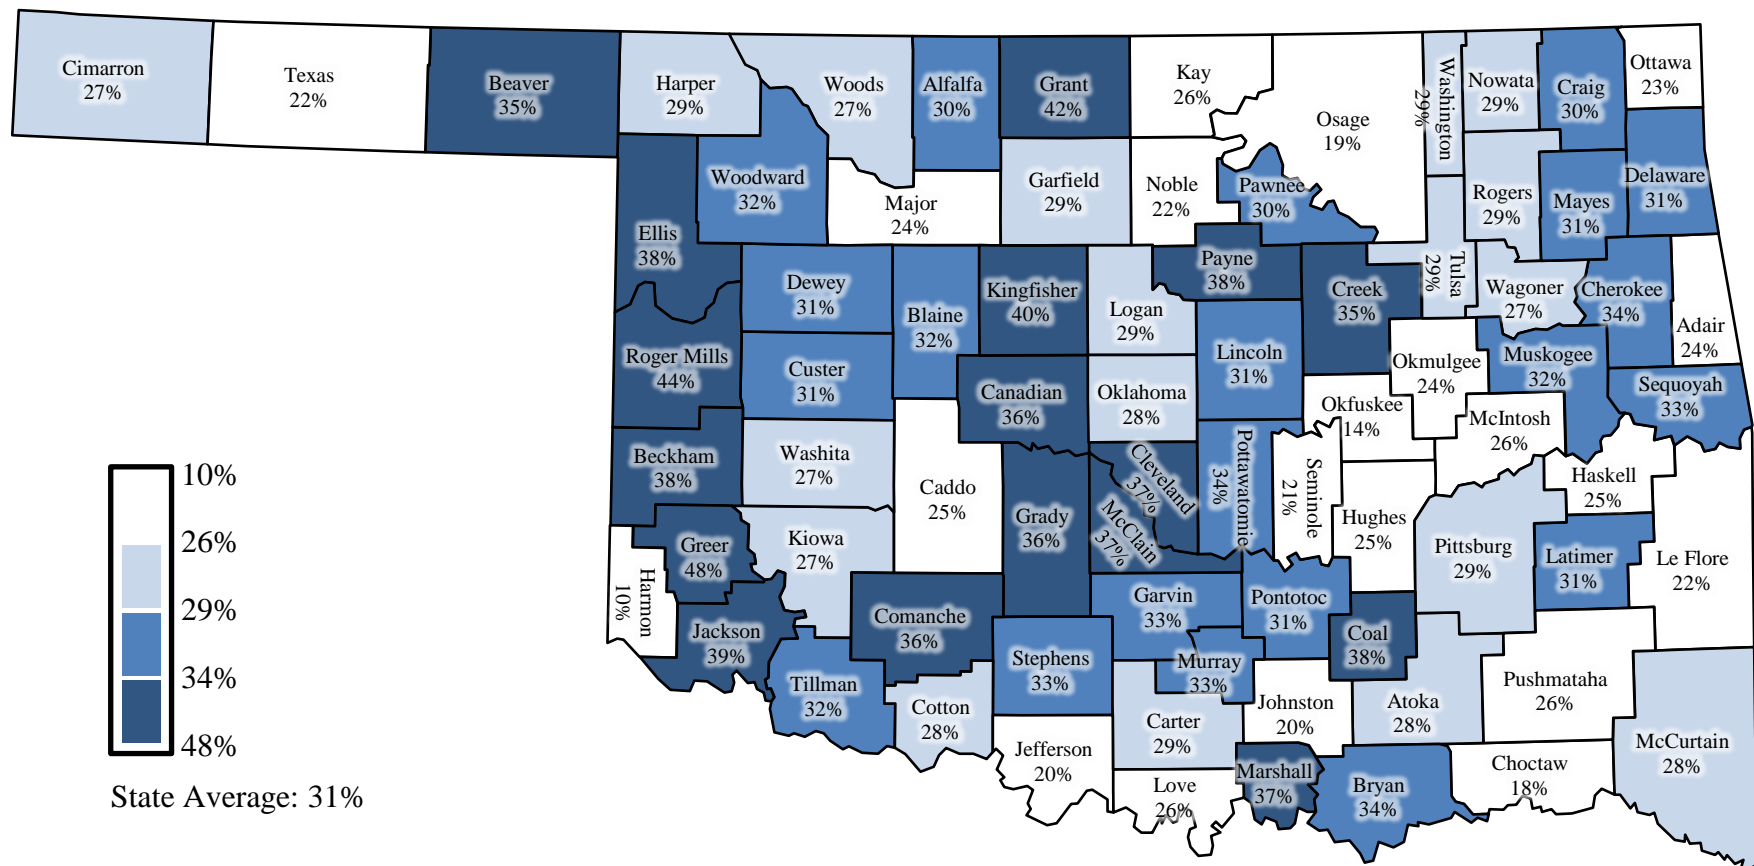 Cimarron
27%
Texas
22%
Beaver
35%
Harper
29%
Woods
27%
Alfalfa
30%
Grant
42%
Kay
26%
Osage
19%
Washington
29%
Nowata
29%
Craig
30%
Ottawa
23%
Woodward
32%
Major
24%
Garfield
29%
Noble
22%
Pawnee
30%
Rogers
29%
Mayes
31%
Delaware
31%
Ellis
38%
Dewey
31%
Blaine
32%
Kingfisher
40%
Logan
29%
Payne
38%
Creek
35%
Tulsa
29%
Wagoner
27%
Cherokee
34%
Adair
24%
Roger Mills
44%
Custer
31%
Canadian
36%
Oklahoma
28%
Lincoln
31%
Okmulgee
24%
Muskogee
32%
Sequoyah
33%
Okfuskee
14%
McIntosh
26%
Beckham
38%
Washita
27%
Caddo
25%
Grady
36%
Cleveland
37%
McClain
37%
Pottawatomie
34%
Seminole
21%
Hughes
25%
Haskell
25%
Pittsburg
29%
Latimer
31%
Le Flore
22%
Greer
48%
Kiowa
27%
Harmon
10%
Jackson
39%
Comanche
36%
Garvin
33%
Pontotoc
31%
Coal
38%
Tillman
32%
Cotton
28%
Stephens
33%
Murray
33%
Johnston
20%
Atoka
28%
Pushmataha
26%
Carter
29%
Jefferson
20%
Love
26%
Marshall
37%
Bryan
34%
Choctaw
18%
McCurtain
28%
10%
26%
29%
34%
48%
State Average: 31%